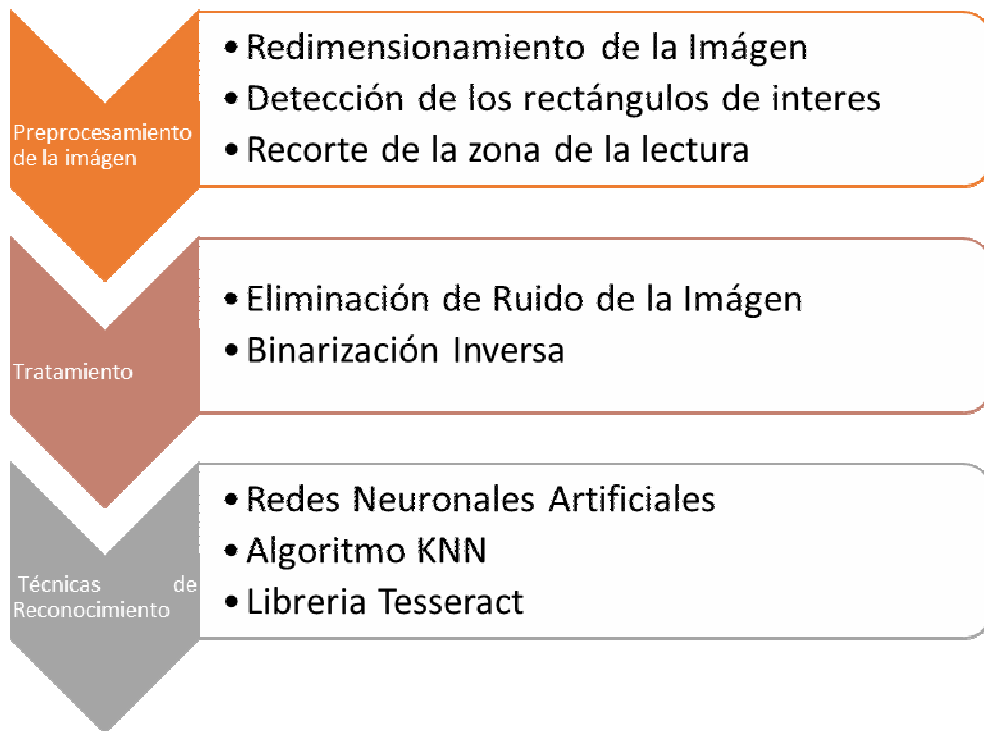 Preprocesamiento
de la imágen
• Redimensionamiento de la Imágen
• Detección de los rectángulos de interes
• Recorte de la zona de la lectura
Tratamiento
• Eliminación de Ruido de la Imágen
• Binarización Inversa
Técnicas de
Reconocimiento
• Redes Neuronales Artificiales
• Algoritmo KNN
• Libreria Tesseract